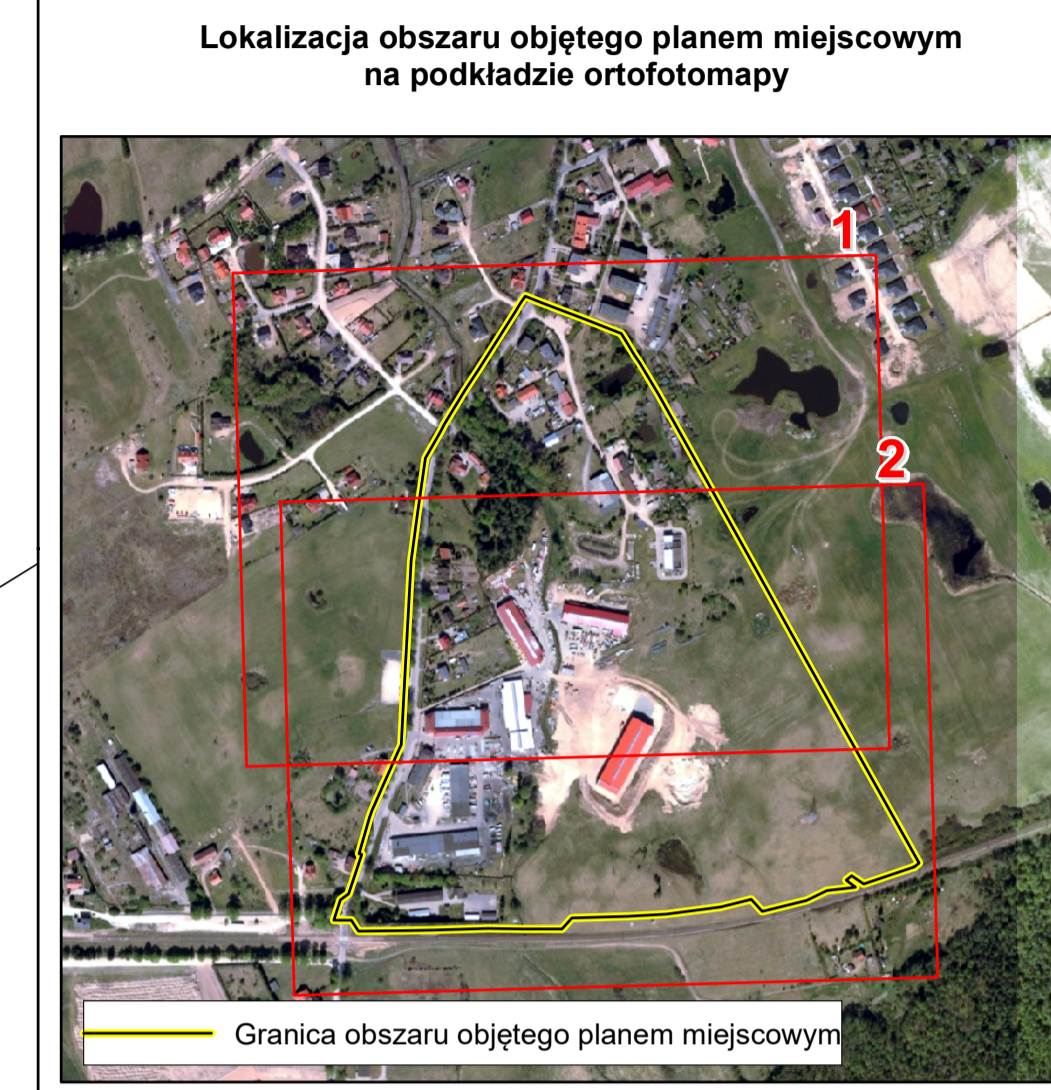 Lokalizacja obszaru objętego planem miejscowym
na podkładzie ortofotomapy
1
2
Granica obszaru objętego planem miejscowym